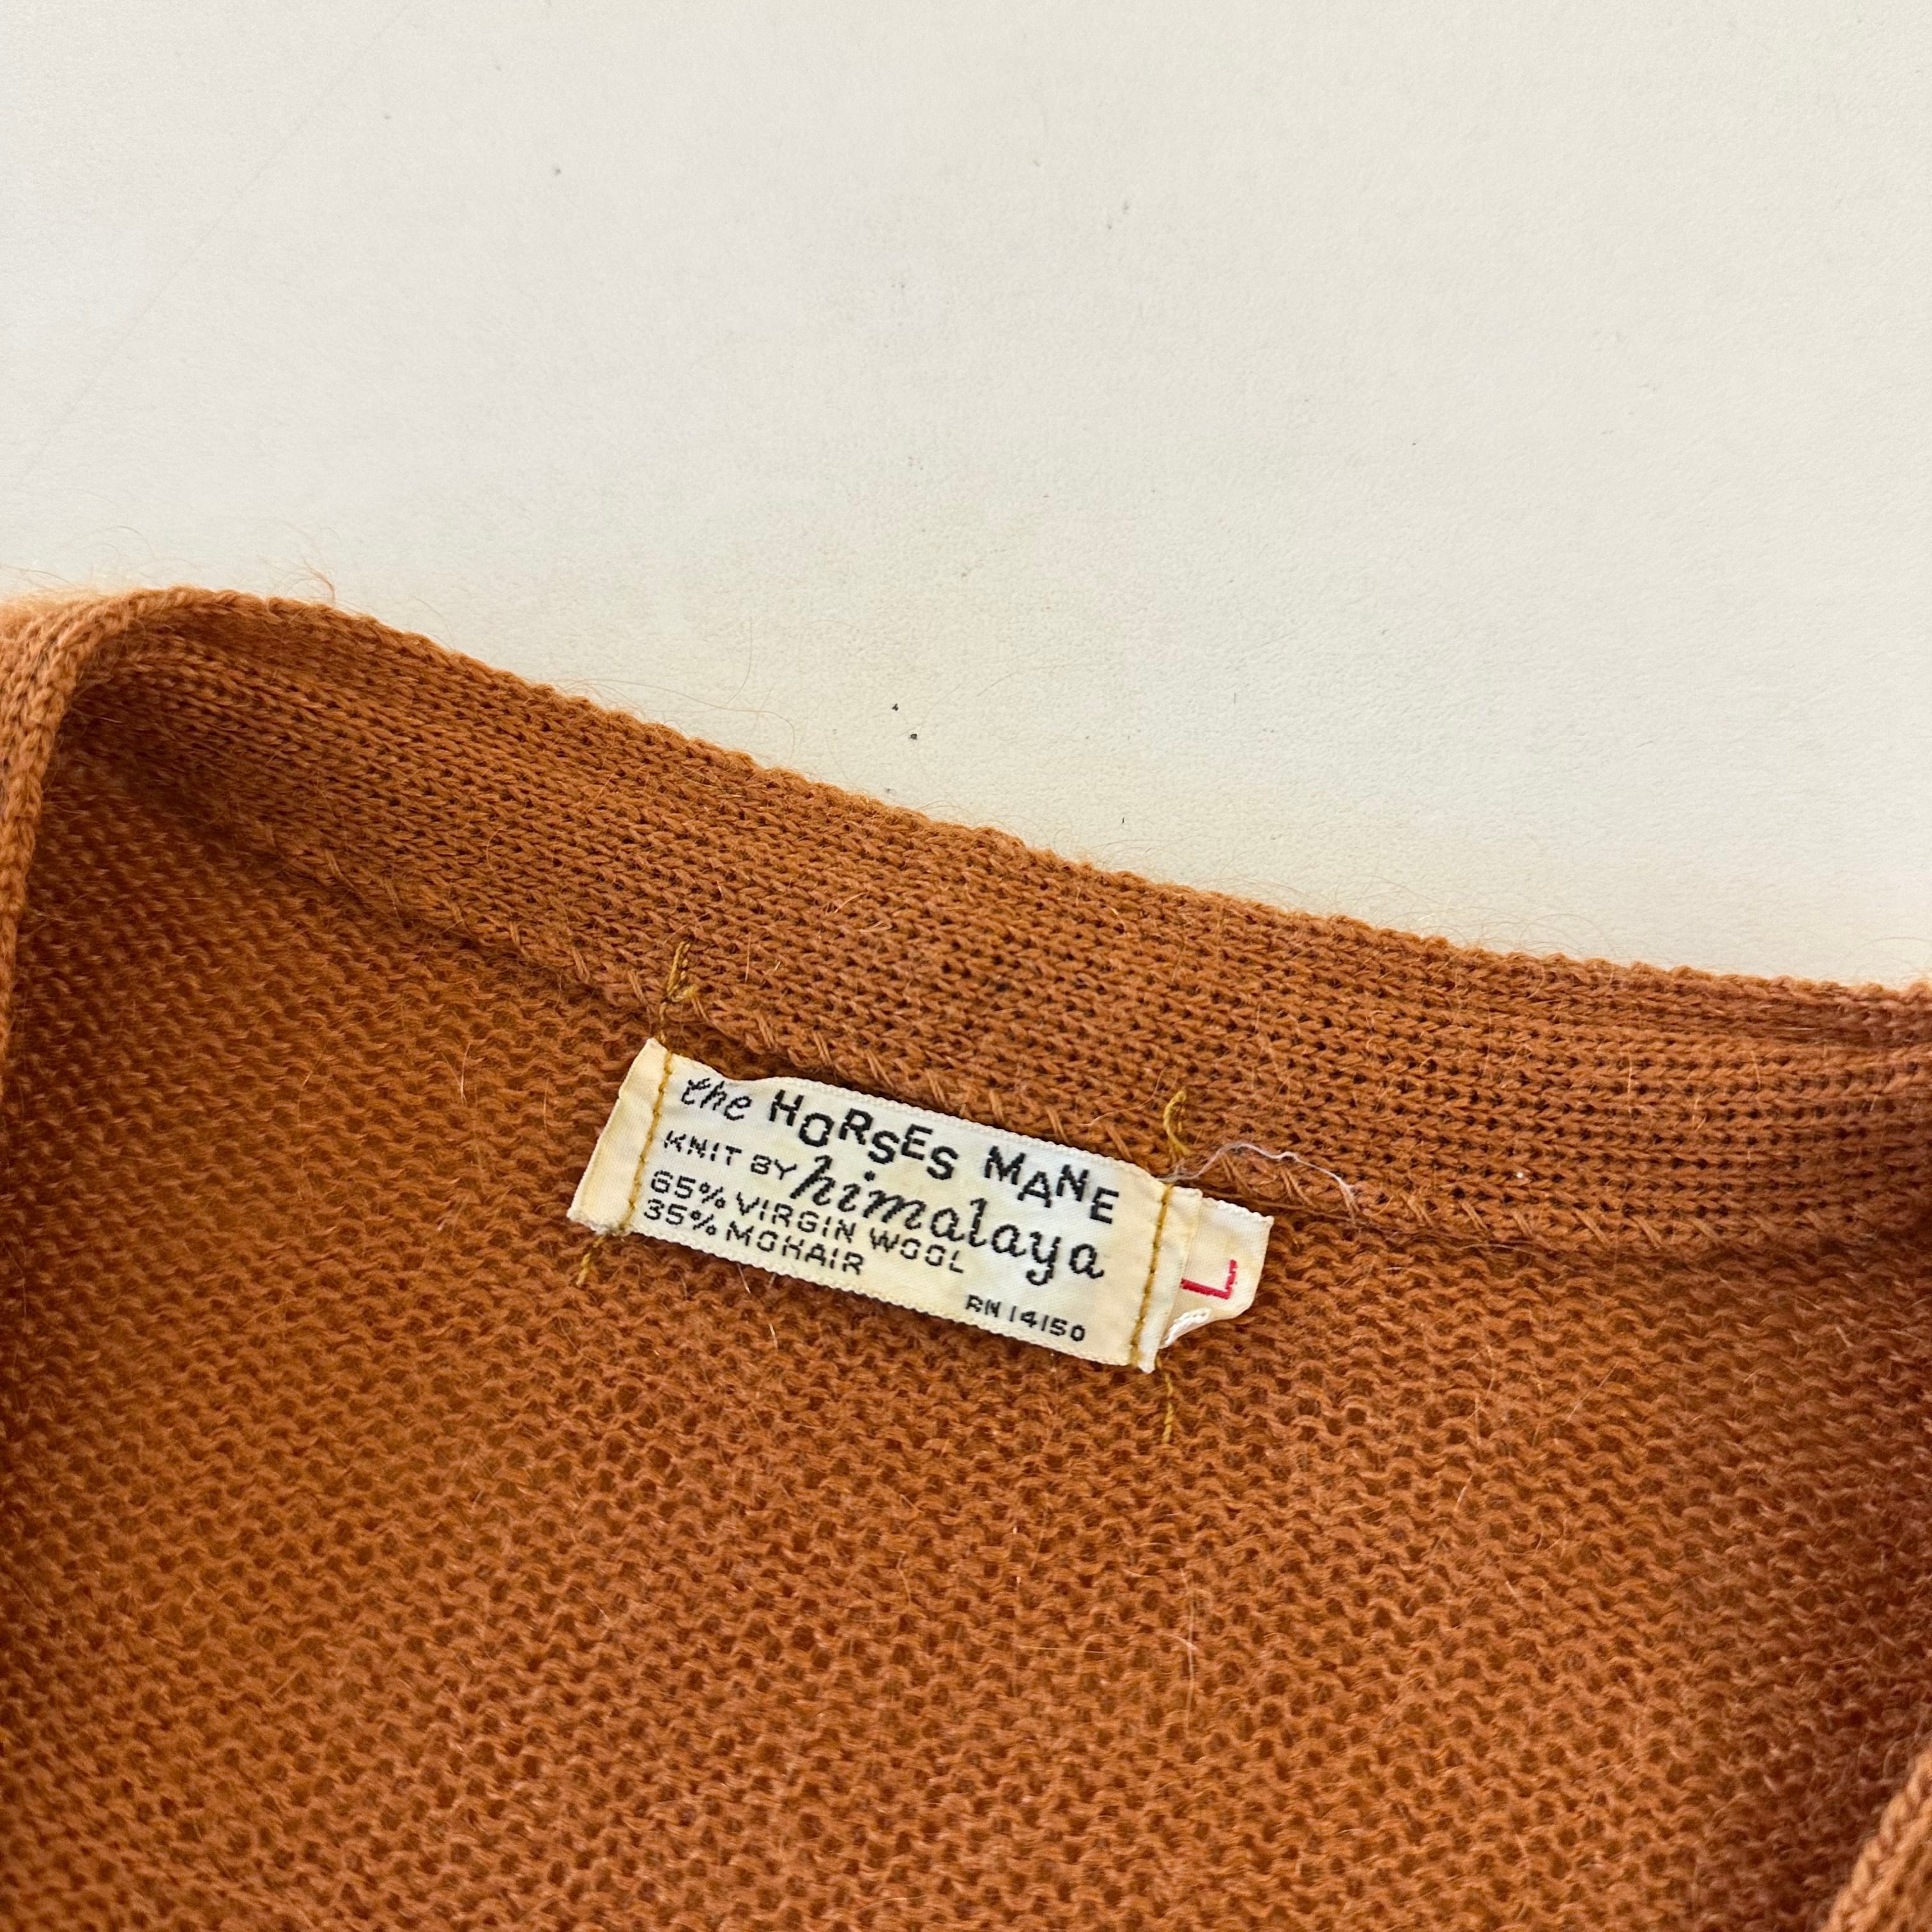 the HORSES MANE
KNIT BY himalaya
65% VIRGIN WOOL
35% MOHAIR
RN 14150
L